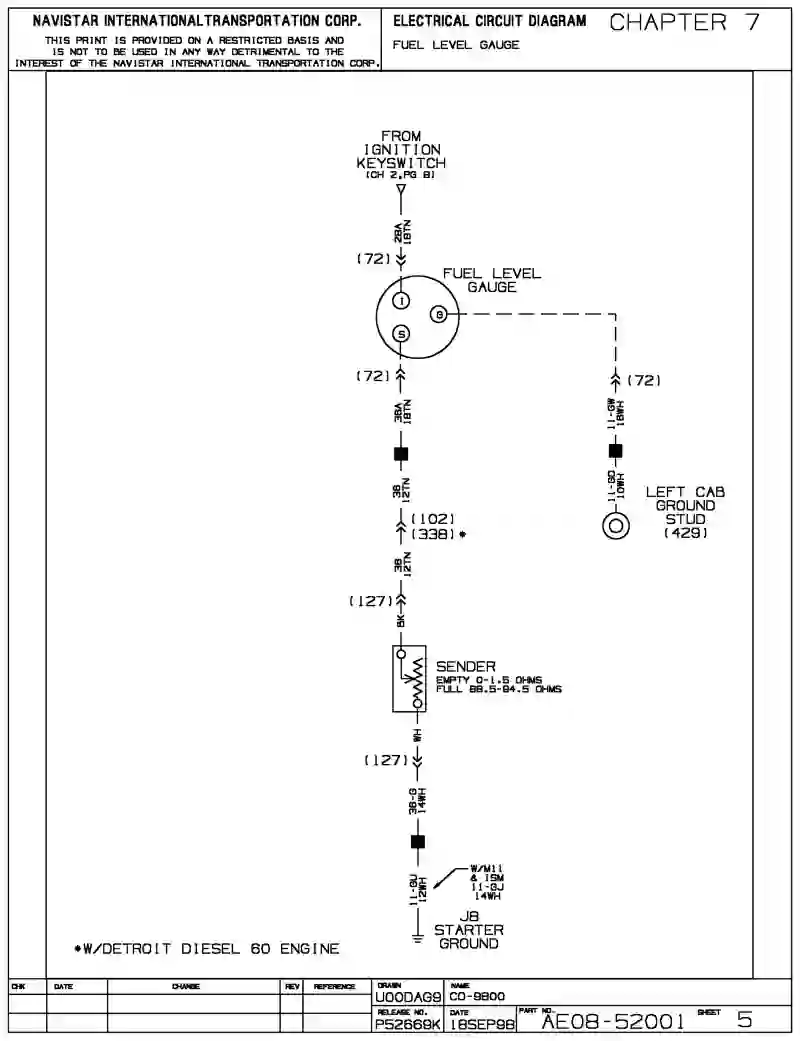 NAVISTAR INTERNATIONALTRANSPORTATION CORP.
THIS PRINT IS PROVIDED ON A RESTRICTED BASIS AND
IS NOT TO BE USED IN ANY WAY DETRIMENTAL TO THE
INTEREST OF THE NAVISTAR INTERNATIONAL TRANSPORTATION CORP.
ELECTRICAL CIRCUIT DIAGRAM
CHAPTER 7
FUEL LEVEL GAUGE
FROM
IGNITION
KEYSWITCH
(CH 2,PG 8)
18TN
(72)
FUEL LEVEL
GAUGE
I
G
S
(72)
18TN
(72)
11-GW
18WH
11-GD
10WH
LEFT CAB
GROUND
STUD
(429)
38
12TN
(102)
(338)*
38
12TN
(127)
BK
SENDER
EMPTY 0-1.5 OHMS
FULL 88.5-94.5 OHMS
WH
(127)
38-G
14WH
11-GU
12WH
W/M11
& ISM
11-GU
14WH
J8
STARTER
GROUND
*W/DETROIT DIESEL 60 ENGINE
CHK
DATE
CHANGE
REV
REFERENCE
DRAWN
U00DAG9
NAME
CO-9800
RELEASE NO.
P52669K
DATE
18SEP98
PART NO.
AE08-52001
SHEET
5